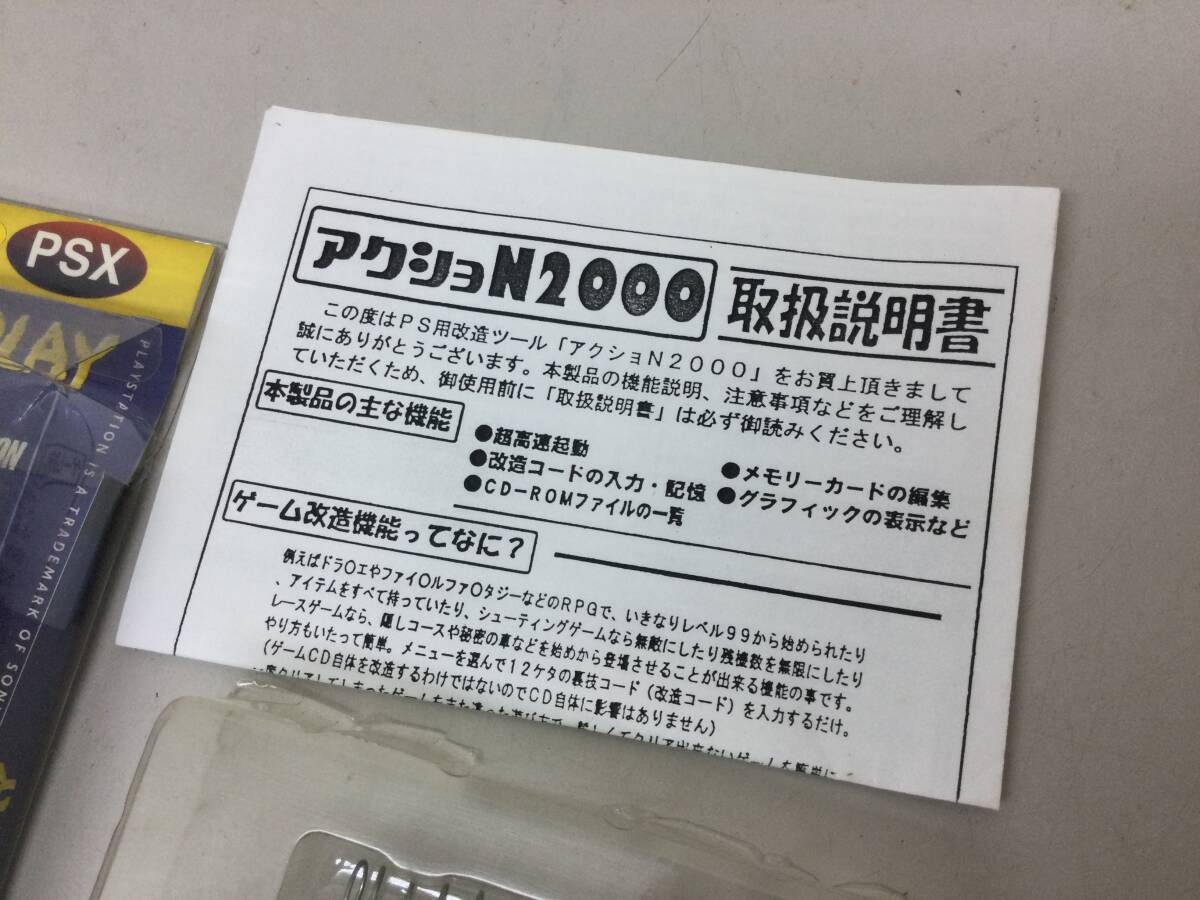 PSX
PLAY
PLAYSTATION IS A TRADEMARK OF SON
アクショN2000
取扱説明書
この度はPS用改造ツール「アクショN2000」をお買上頂きまして
誠にありがとうございます。本製品の機能説明、注意事項などをご理解し
ていただくため、御使用前に「取扱説明書」は必ず御読みください。
本製品の主な機能
●超高速起動
●改造コードの入力・記憶
●CD-ROMファイルの一覧
●メモリーカードの編集
●グラフィックの表示など
ゲーム改造機能ってなに？
例えばドラ○エやファイ○ルファ○タジーなどのRPGで、いきなりレベル99から始められたり
、アイテムをすべて持っていたり、シューティングゲームなら無敵にしたり残機数を無限にしたり
レースゲームなら、隠しコースや秘密の車などを始めから登場させることが出来る機能の事です。
やり方もいたって簡単。メニューを選んで12ケタの裏技コード（改造コード）を入力するだけ。
（ゲームCD自体を改造するわけではないのでCD自体に影響はありません）